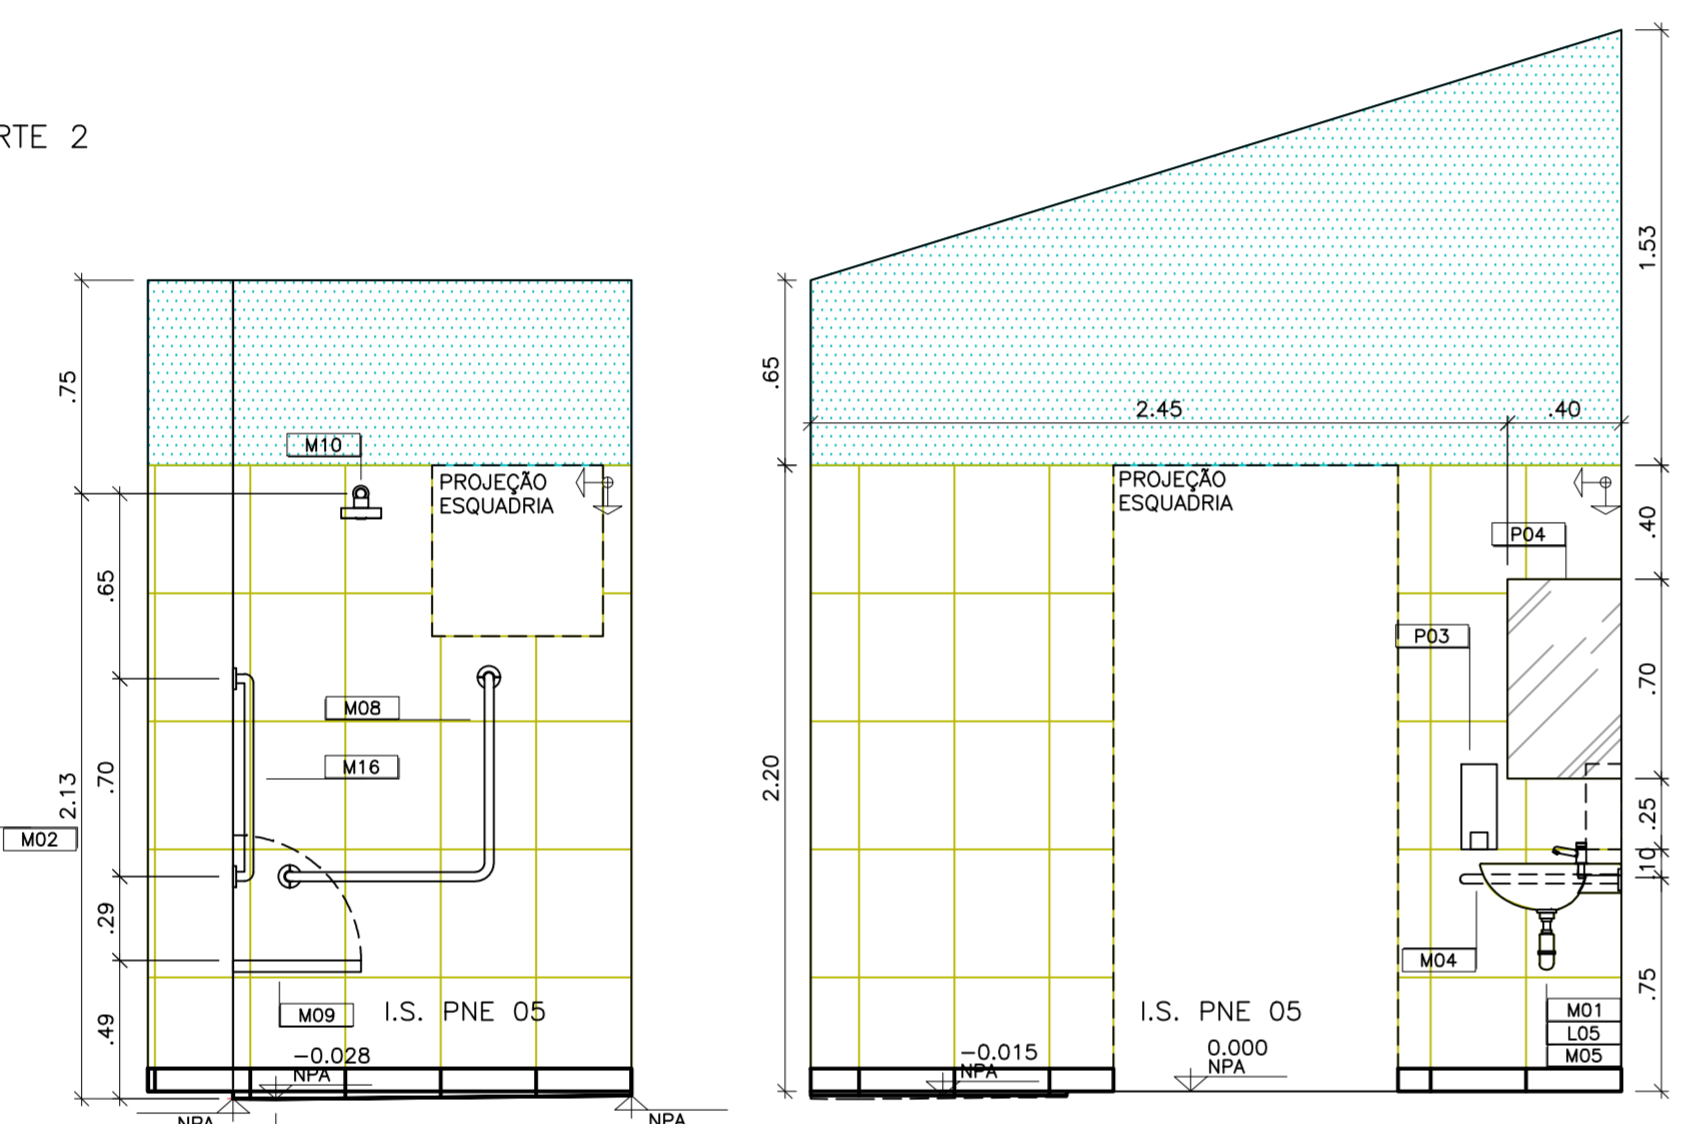 RTE 2
.75
2.13
.65
.70
.29
.49
M02
M10
PROJEÇÃO
ESQUADRIA
M08
M16
M09
I.S. PNE 05
-0.028
NPA
NPA
NPA
.65
2.20
2.45
.40
1.53
PROJEÇÃO
ESQUADRIA
P04
P03
.40
.70
.25
.10
.75
M04
M01
L05
M05
I.S. PNE 05
-0.015
NPA
0.000
NPA